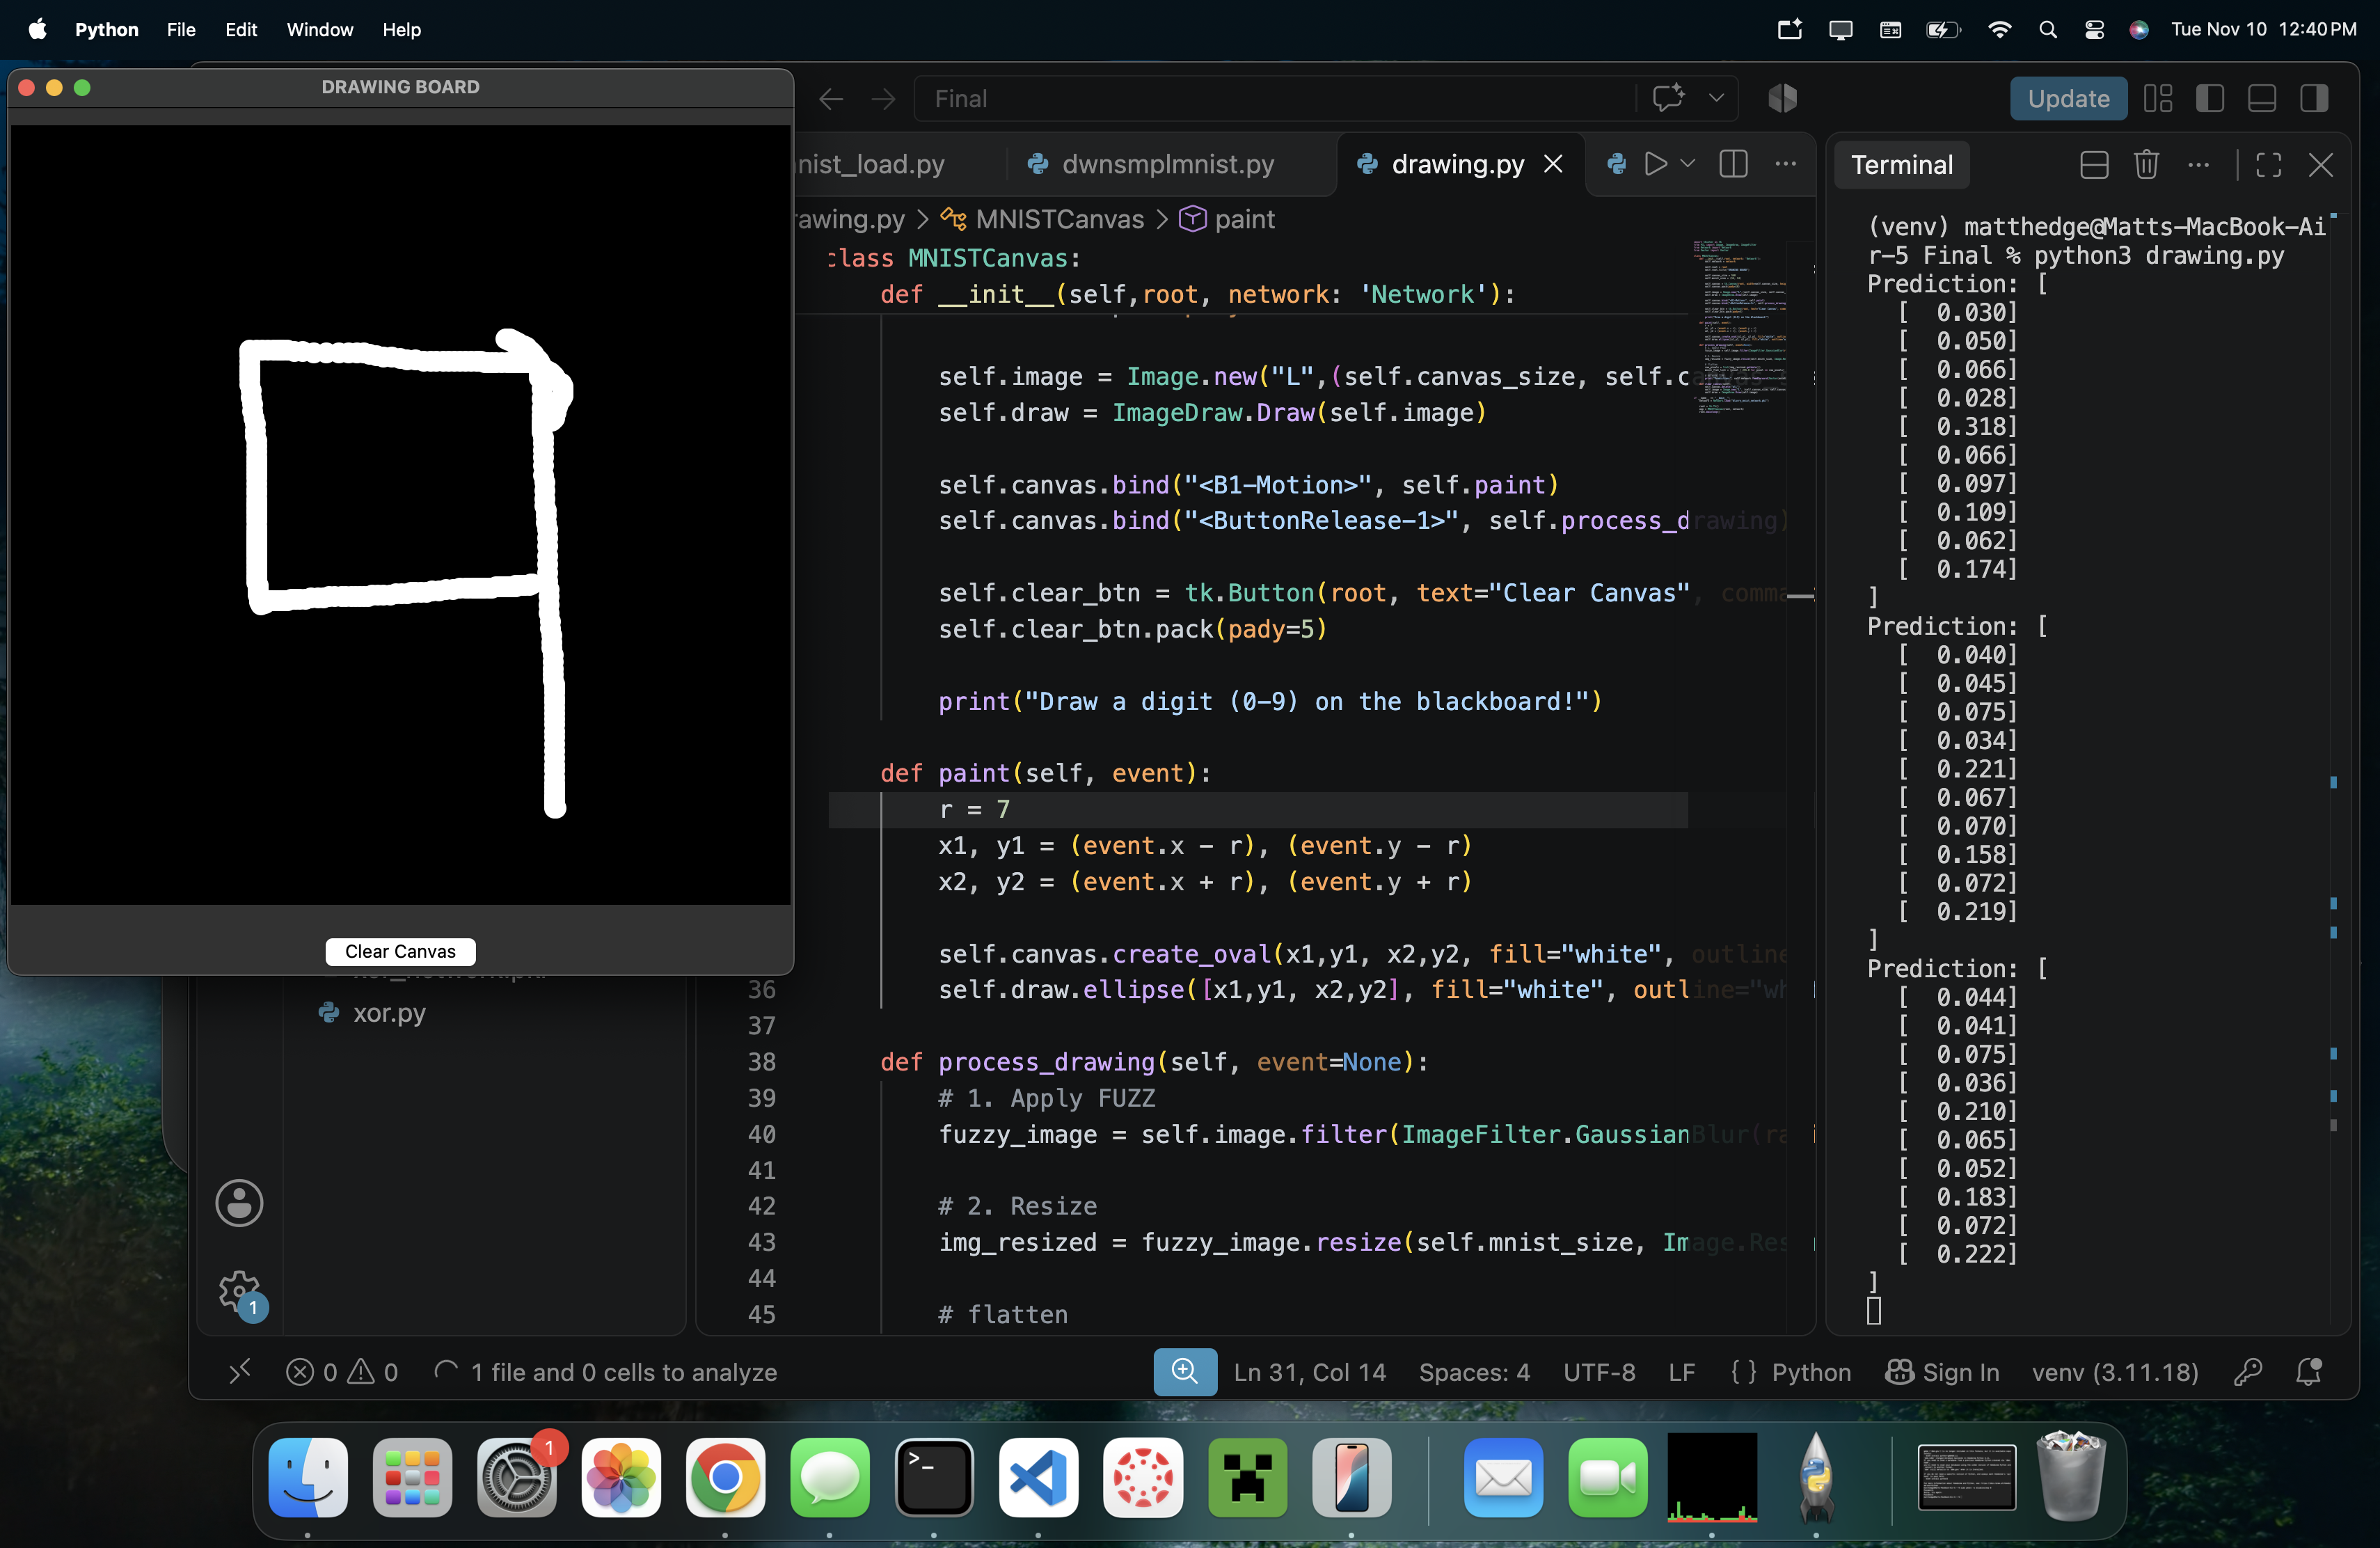 Python File Edit Window Help Tue Nov 10 12:40 PM
DRAWING BOARD
Clear Canvas
Final
Update
nist_load.py dwnsmplmnist.py drawing.py
rawing.py > MNISTCanvas > paint
class MNISTCanvas:
def __init__(self,root, network: 'Network'):
self.image = Image.new("L",(self.canvas_size, self.c
self.draw = ImageDraw.Draw(self.image)
self.canvas.bind("<B1-Motion>", self.paint)
self.canvas.bind("<ButtonRelease-1>", self.process_drawing)
self.clear_btn = tk.Button(root, text="Clear Canvas", comma
self.clear_btn.pack(pady=5)
print("Draw a digit (0-9) on the blackboard!")
def paint(self, event):
r = 7
x1, y1 = (event.x - r), (event.y - r)
x2, y2 = (event.x + r), (event.y + r)
self.canvas.create_oval(x1,y1, x2,y2, fill="white", outline
36 self.draw.ellipse([x1,y1, x2,y2], fill="white", outline="wh
37
38 def process_drawing(self, event=None):
39 # 1. Apply FUZZ
40 fuzzy_image = self.image.filter(ImageFilter.GaussianBlur(ra
41
42 # 2. Resize
43 img_resized = fuzzy_image.resize(self.mnist_size, Image.Res
44
45 # flatten
xor.py
1
Terminal
(venv) matthedge@Matts-MacBook-Ai
r-5 Final % python3 drawing.py
Prediction: [
[ 0.030]
[ 0.050]
[ 0.066]
[ 0.028]
[ 0.318]
[ 0.066]
[ 0.097]
[ 0.109]
[ 0.062]
[ 0.174]
]
Prediction: [
[ 0.040]
[ 0.045]
[ 0.075]
[ 0.034]
[ 0.221]
[ 0.067]
[ 0.070]
[ 0.158]
[ 0.072]
[ 0.219]
]
Prediction: [
[ 0.044]
[ 0.041]
[ 0.075]
[ 0.036]
[ 0.210]
[ 0.065]
[ 0.052]
[ 0.183]
[ 0.072]
[ 0.222]
]
0 0 1 file and 0 cells to analyze Ln 31, Col 14 Spaces: 4 UTF-8 LF { } Python Sign In venv (3.11.18)
1
>_